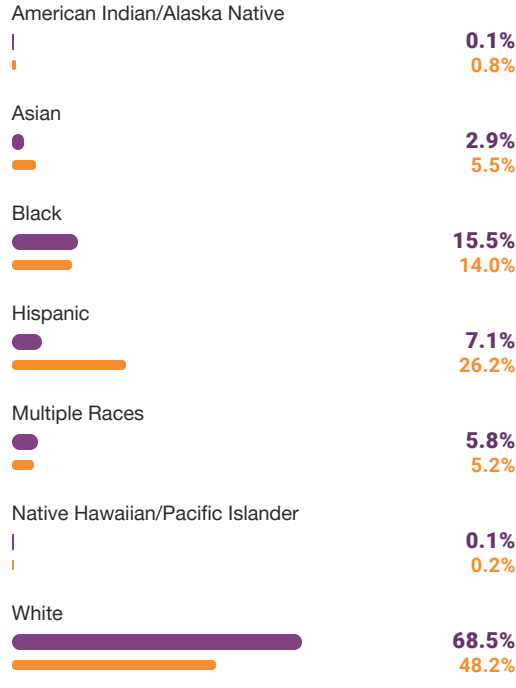 American Indian/Alaska Native
0.1%
0.8%
Asian
2.9%
5.5%
Black
15.5%
14.0%
Hispanic
7.1%
26.2%
Multiple Races
5.8%
5.2%
Native Hawaiian/Pacific Islander
0.1%
0.2%
White
68.5%
48.2%